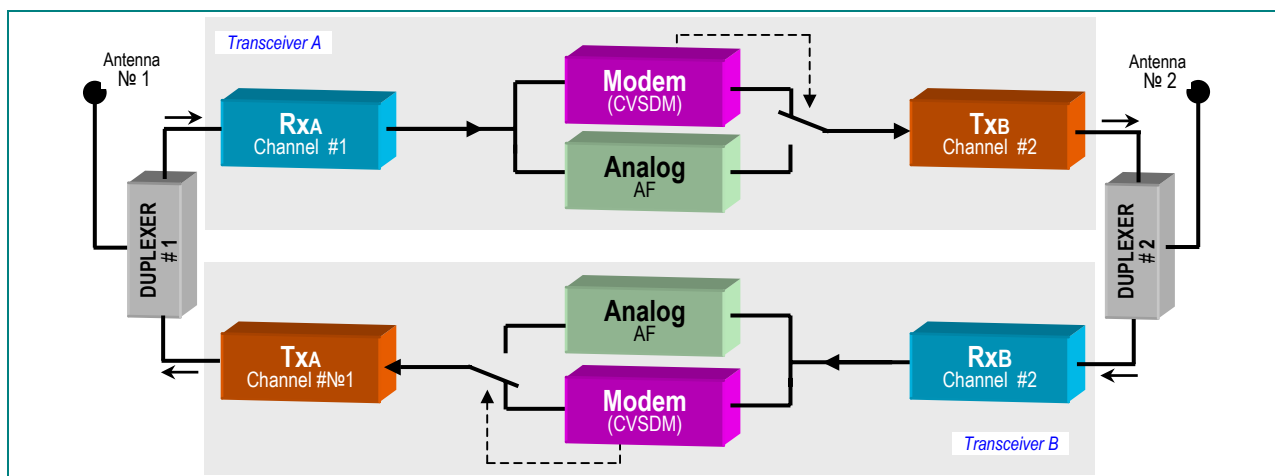 Transceiver A
Antenna
№ 1
Modem
(CVSDM)
Antenna
№ 2
RxA
Channel #1
TxB
Channel #2
Analog
AF
DUPLEXER
# 1
DUPLEXER
# 2
Analog
AF
TxA
Channel #№1
RxB
Channel #2
Modem
(CVSDM)
Transceiver B